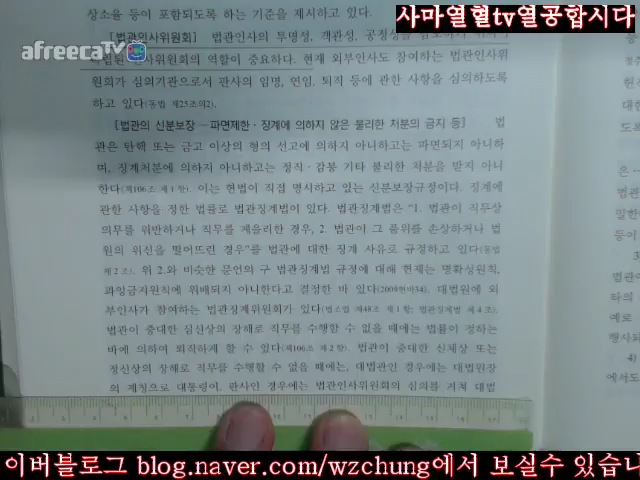 상소율 등이 포함되도록 하는 기준을 제시하고 있다.
사마열혈tv열공합시다
afreecaTV
[법관인사위원회] 법관인사의 투명성, 객관성, 공정성을
인사위원회의 역할이 중요하다. 현재 외부인사도 참여하는 법관인사위
원회가 심의기관으로서 판사의 임명, 연임, 퇴직 등에 관한 사항을 심의하도록
하고 있다(동법 제25조의2).
[법관의 신분보장 — 파면제한·징계에 의하지 않은 불리한 처분의 금지 등] 법
관은 탄핵 또는 금고 이상의 형의 선고에 의하지 아니하고는 파면되지 아니하
며, 징계처분에 의하지 아니하고는 정직·감봉 기타 불리한 처분을 받지 아니
한다(제106조 제1항). 이는 헌법이 직접 명시하고 있는 신분보장규정이다. 징계에
관한 사항을 정한 법률로 법관징계법이 있다. 법관징계법은 “1. 법관이 직무상
의무를 위반하거나 직무를 게을리한 경우, 2. 법관이 그 품위를 손상하거나 법
원의 위신을 떨어뜨린 경우”를 법관에 대한 징계 사유로 규정하고 있다(동법
제2조). 위 2.와 비슷한 문언의 구 법관징계법 규정에 대해 헌재는 명확성원칙,
과잉금지원칙에 위배되지 아니한다고 결정한 바 있다(2009헌바34). 대법원에 외
부인사가 참여하는 법관징계위원회가 있다(법조법 제48조 제1항; 법관징계법 제4조).
법관이 중대한 심신상의 장해로 직무를 수행할 수 없을 때에는 법률이 정하는
바에 의하여 퇴직하게 할 수 있다(제106조 제2항). 법관이 중대한 신체상 또는
정신상의 장해로 직무를 수행할 수 없을 때에는, 대법관인 경우에는 대법원장
의 제청으로 대통령이, 판사인 경우에는 법관인사위원회의 심의를 거쳐 대법
은
법관
밀한
등이
3)
법관이
타의
예로
행사되
4)
에서도
이버블로그 blog.naver.com/wzchung에서 보실수 있습니